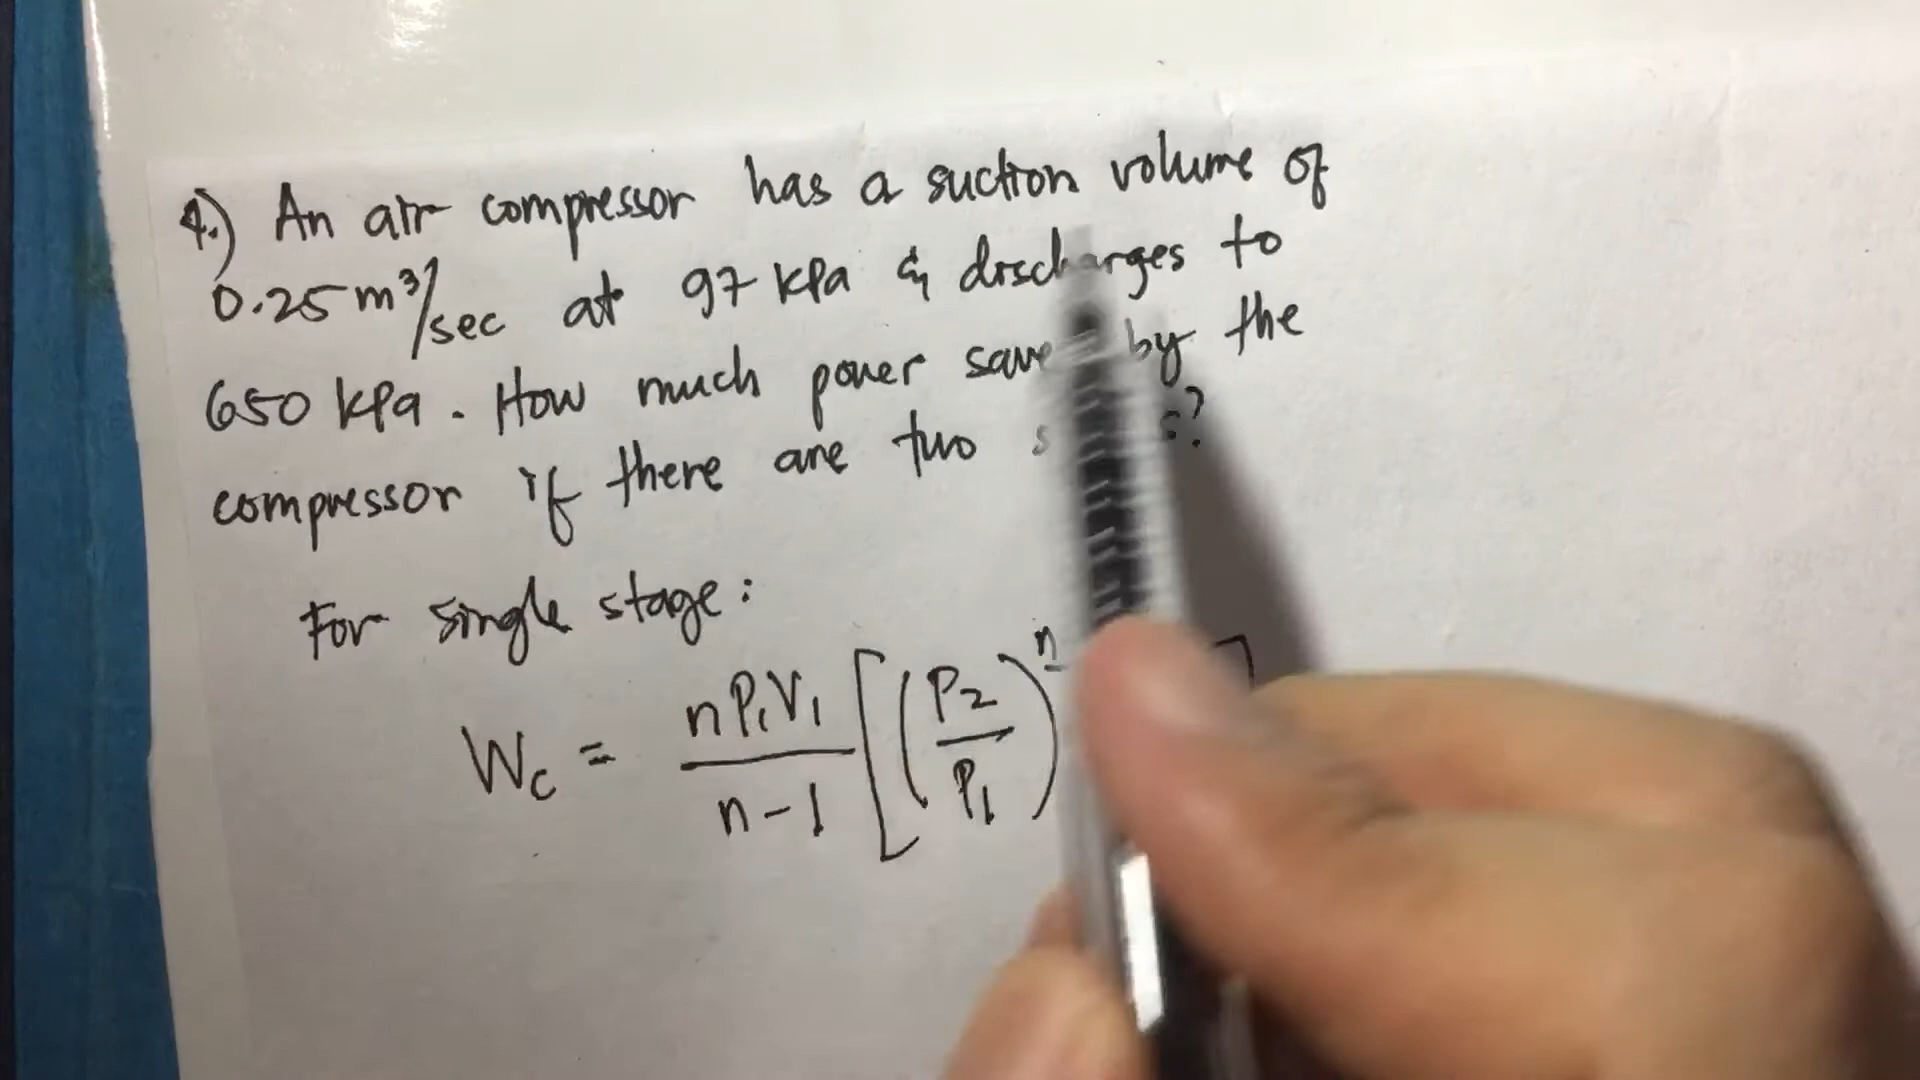 4.) An air compressor has a suction volume of
0.25 m³/sec at 97 kPa & discharges to
650 kPa. How much power by the
compressor if there are two
For single stage:
Wc = nP₁V₁ / n-1 [(P₂/P₁)^n ]